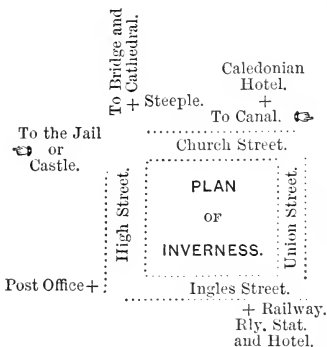 To Bridge and
Cathedral.
+ Steeple.
Caledonian
Hotel.
+
To Canal. ☞
To the Jail
☜ or
Castle.
Church Street.
High Street.
PLAN
OF
INVERNESS.
Union Street.
Post Office +
Ingles Street.
+ Railway.
Rly. Stat.
and Hotel.